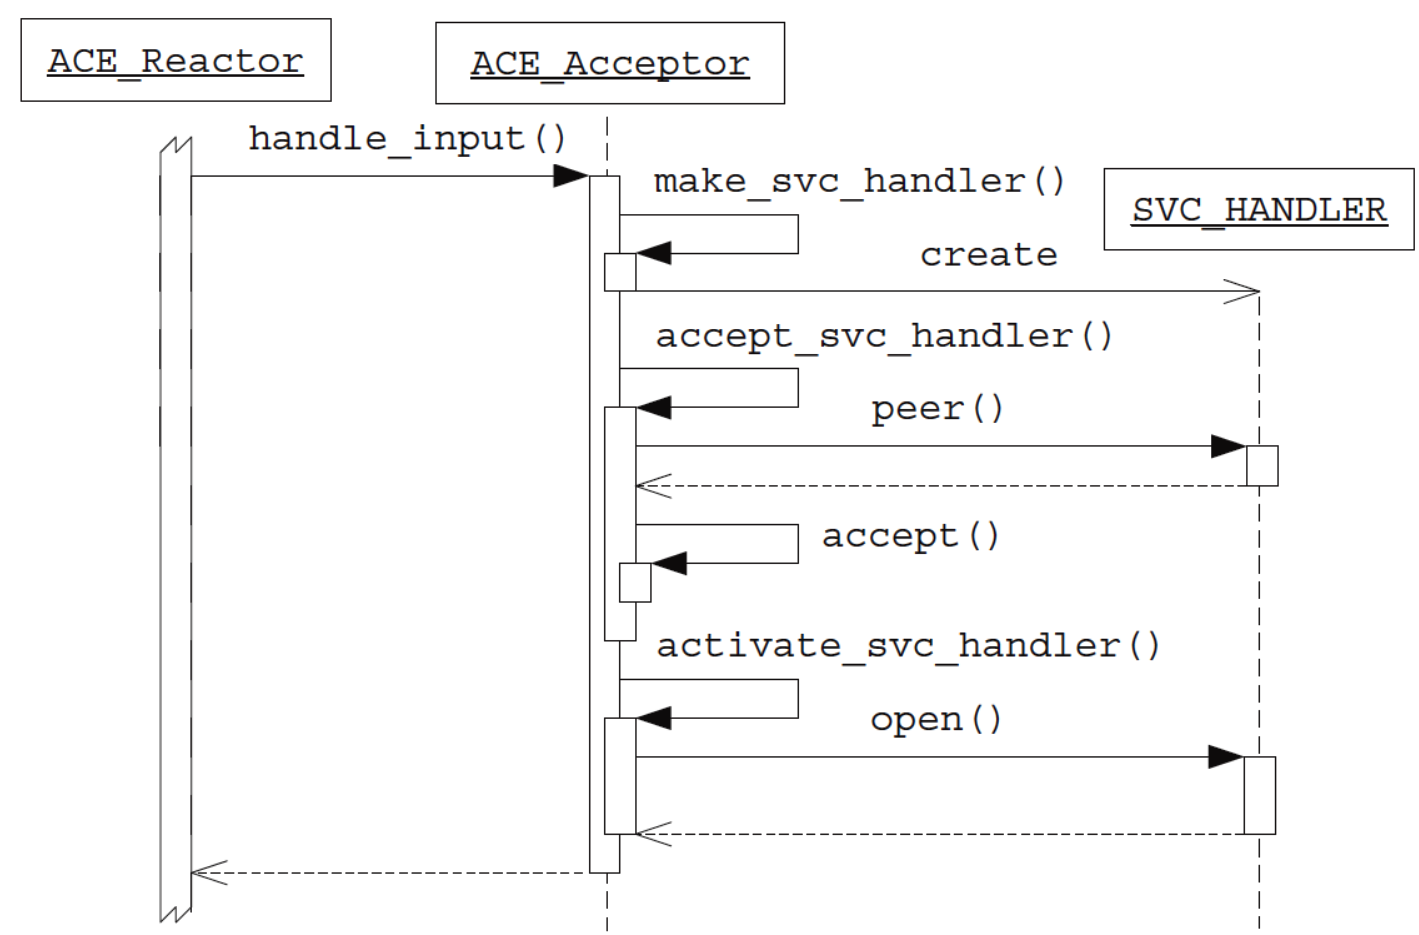 ACE_Reactor
ACE_Acceptor
handle_input()
make_svc_handler()
SVC_HANDLER
create
accept_svc_handler()
peer()
accept()
activate_svc_handler()
open()